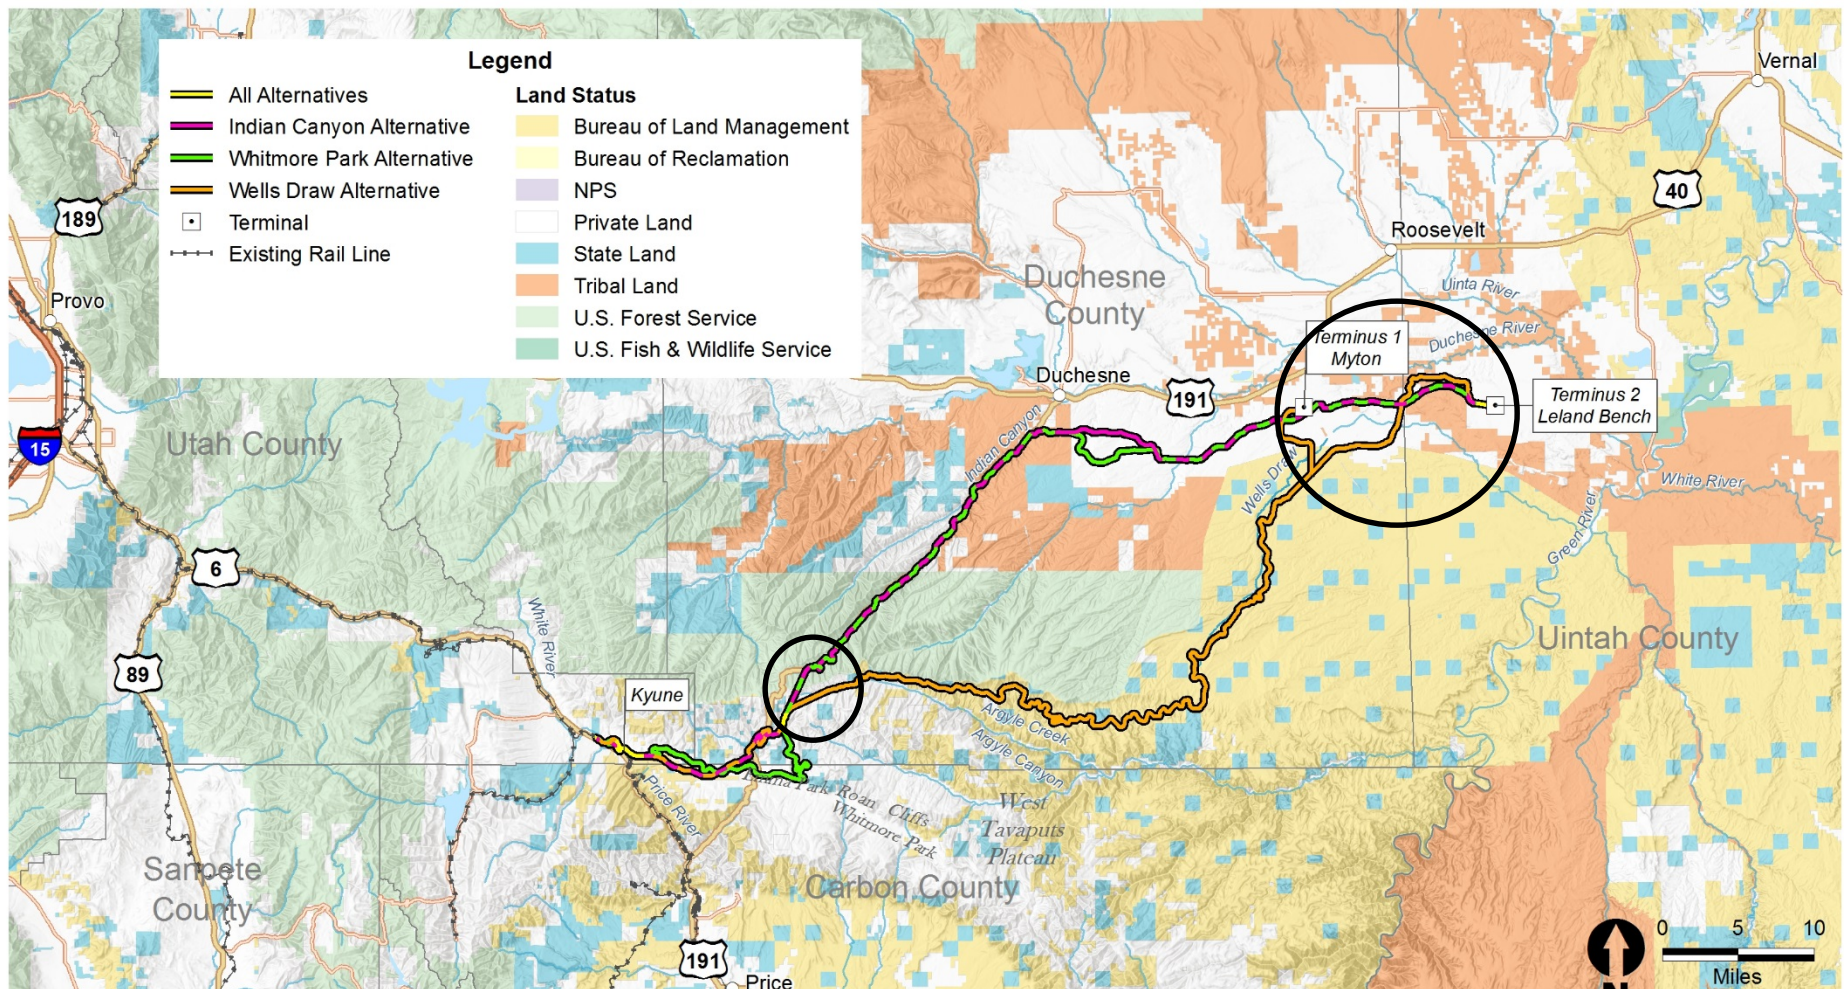 Legend
All Alternatives
Indian Canyon Alternative
Whitmore Park Alternative
Wells Draw Alternative
Terminal
Existing Rail Line
Land Status
Bureau of Land Management
Bureau of Reclamation
NPS
Private Land
State Land
Tribal Land
U.S. Forest Service
U.S. Fish & Wildlife Service
Vernal
40
189
Roosevelt
Duchesne
County
Uinta River
Provo
Duchesne River
Terminus 1
Myton
Duchesne
191
Terminus 2
Leland Bench
15
Utah County
Indian Canyon
Wells Draw
White River
Green River
6
White River
Uintah County
89
Kyune
Argyle Creek
Argyle Canyon
Price River
Park
Roan Cliffs
Whitmore Park
West
Tavaputs
Plateau
Sanpete
County
Carbon County
191
Price
0 5 10
Miles
N